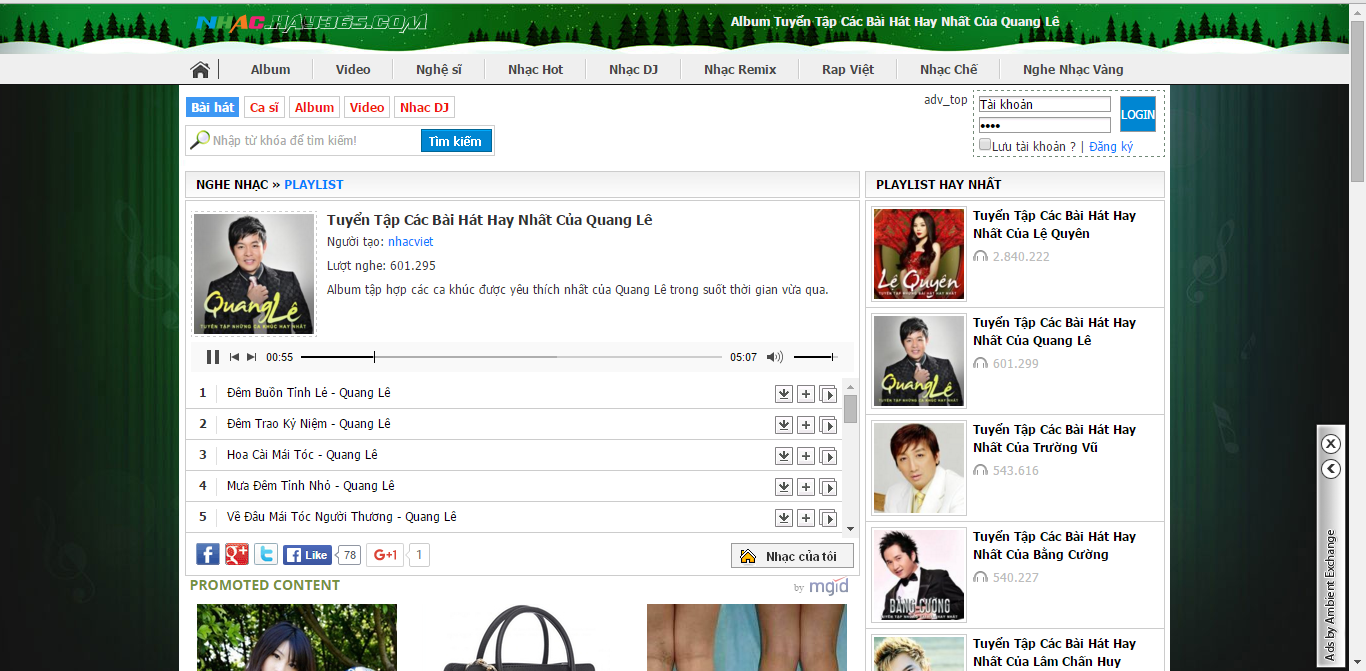 NHAC.HAY365.COM
Album Tuyển Tập Các Bài Hát Hay Nhất Của Quang Lê
Album Video Nghệ sĩ Nhạc Hot Nhạc DJ Nhạc Remix Rap Việt Nhạc Chế Nghe Nhạc Vàng
Bài hát Ca sĩ Album Video Nhạc DJ
Nhập từ khóa để tìm kiếm! Tìm kiếm
adv_top
Tài khoản
LOGIN
Lưu tài khoản ? | Đăng ký
NGHE NHẠC » PLAYLIST
Tuyển Tập Các Bài Hát Hay Nhất Của Quang Lê
Người tạo: nhacviet
Lượt nghe: 601.295
Album tập hợp các ca khúc được yêu thích nhất của Quang Lê trong suốt thời gian vừa qua.
Quang Lê
TUYỂN TẬP NHỮNG CA KHÚC HAY NHẤT
00:55 05:07
1 Đêm Buồn Tỉnh Lẻ - Quang Lê
2 Đêm Trao Kỷ Niệm - Quang Lê
3 Hoa Cài Mái Tóc - Quang Lê
4 Mưa Đêm Tỉnh Nhỏ - Quang Lê
5 Về Đâu Mái Tóc Người Thương - Quang Lê
f g+ t f Like 78 G+1 1
Nhạc của tôi
PROMOTED CONTENT
by mgid
PLAYLIST HAY NHẤT
Lệ Quyên
Tuyển Tập Các Bài Hát Hay
Nhất Của Lệ Quyên
2.840.222
Quang Lê
Tuyển Tập Các Bài Hát Hay
Nhất Của Quang Lê
601.299
Tuyển Tập Các Bài Hát Hay
Nhất Của Trường Vũ
543.616
BẰNG CƯỜNG
Tuyển Tập Các Bài Hát Hay
Nhất Của Bằng Cường
540.227
Tuyển Tập Các Bài Hát Hay
Nhất Của Lâm Chấn Huy
Ads by Ambient Exchange